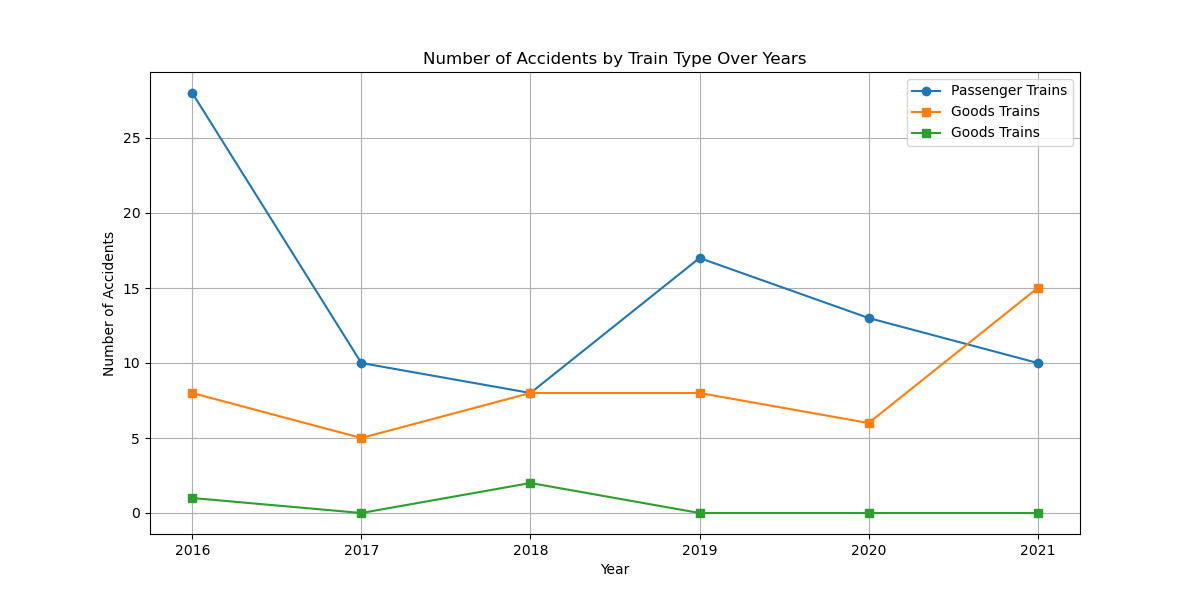 Number of Accidents by Train Type Over Years
Passenger Trains
Goods Trains
Goods Trains
25
20
15
10
5
0
Number of Accidents
2016 2017 2018 2019 2020 2021
Year